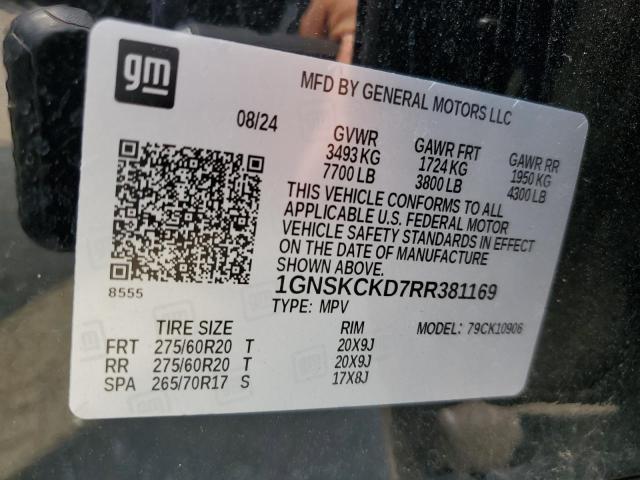 gm
MFD BY GENERAL MOTORS LLC
08/24
GVWR GAWR FRT GAWR RR
3493 KG 1724 KG 1950 KG
7700 LB 3800 LB 4300 LB
THIS VEHICLE CONFORMS TO ALL
APPLICABLE U.S. FEDERAL MOTOR
VEHICLE SAFETY STANDARDS IN EFFECT
ON THE DATE OF MANUFACTURE
SHOWN ABOVE.
8555
1GNSKCKD7RR381169
TYPE: MPV MODEL: 79CK10906
TIRE SIZE RIM
FRT 275/60R20 T 20X9J
RR 275/60R20 T 20X9J
SPA 265/70R17 S 17X8J